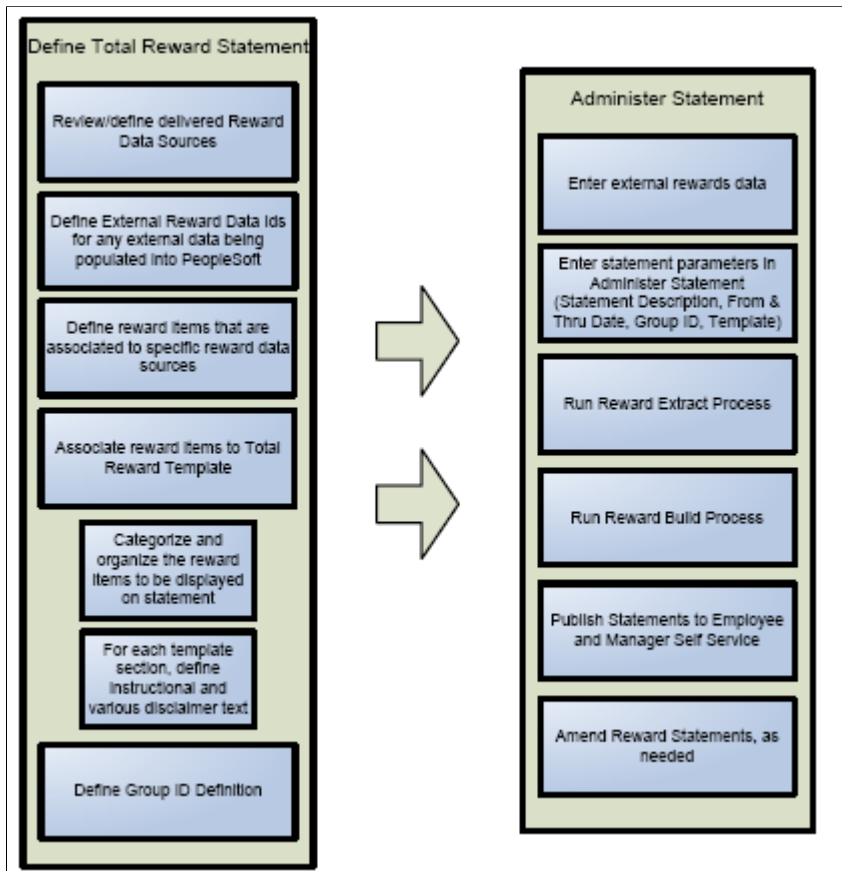 Define Total Reward Statement
Review/define delivered Reward
Data Sources
Define External Reward Data Ids
for any external data being
populated into PeopleSoft
Define reward items that are
associated to specific reward data
sources
Associate reward items to Total
Reward Template
Categorize and
organize the reward
items to be displayed
on statement
For each template
section, define
instructional and
various disclaimer text
Define Group ID Definition
Administer Statement
Enter external rewards data
Enter statement parameters in
Administer Statement
(Statement Description, From &
Thru Date, Group ID, Template)
Run Reward Extract Process
Run Reward Build Process
Publish Statements to Employee
and Manager Self Service
Amend Reward Statements, as
needed